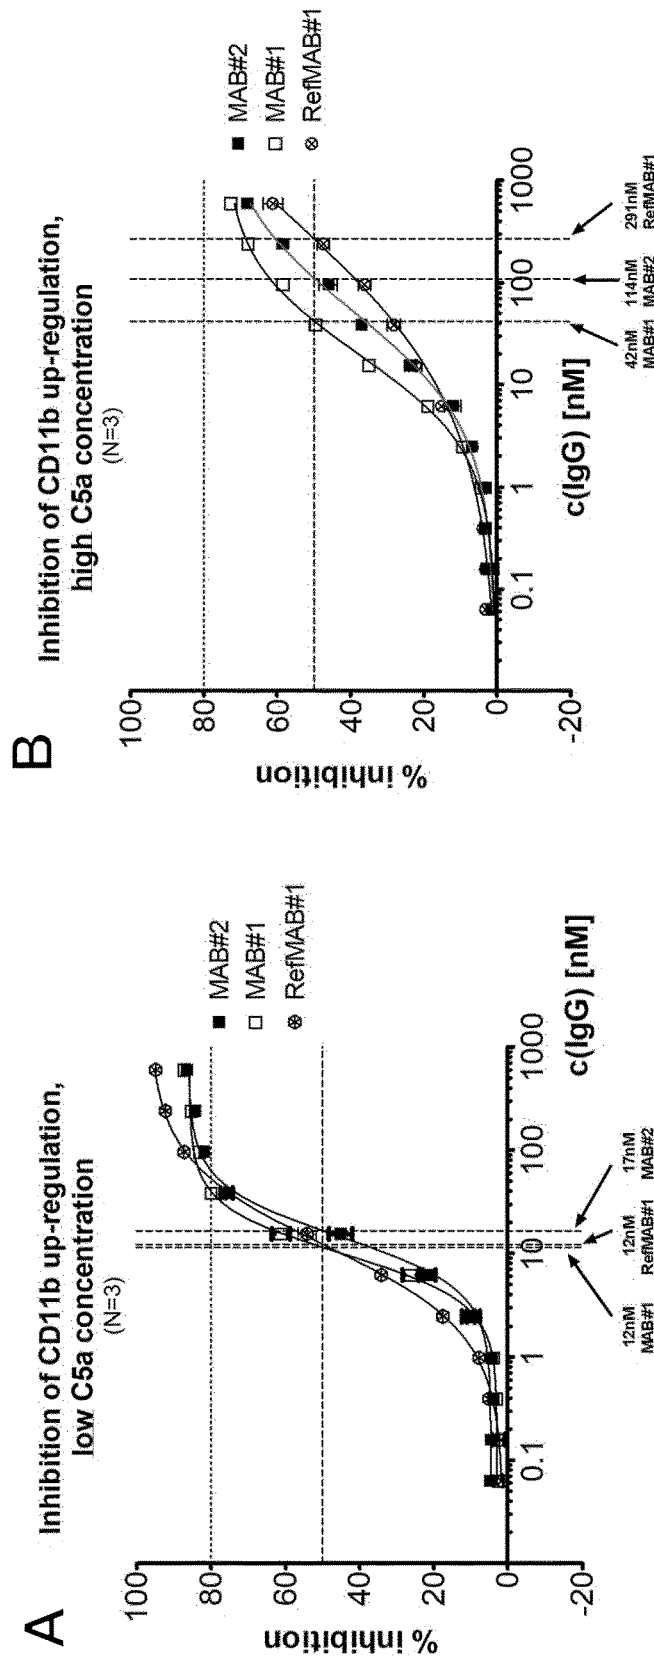 A
Inhibition of CD11b up-regulation,
low C5a concentration
(N=3)
% inhibition
100
80
60
40
20
0
-20
0.1
1
10
100
1000
c(IgG) [nM]
MAB#2
MAB#1
RefMAB#1
12nM
MAB#1
12nM
RefMAB#1
17nM
MAB#2
B
Inhibition of CD11b up-regulation,
high C5a concentration
(N=3)
% inhibition
100
80
60
40
20
0
-20
0.1
1
10
100
1000
c(IgG) [nM]
MAB#2
MAB#1
RefMAB#1
42nM
MAB#1
114nM
MAB#2
291nM
RefMAB#1